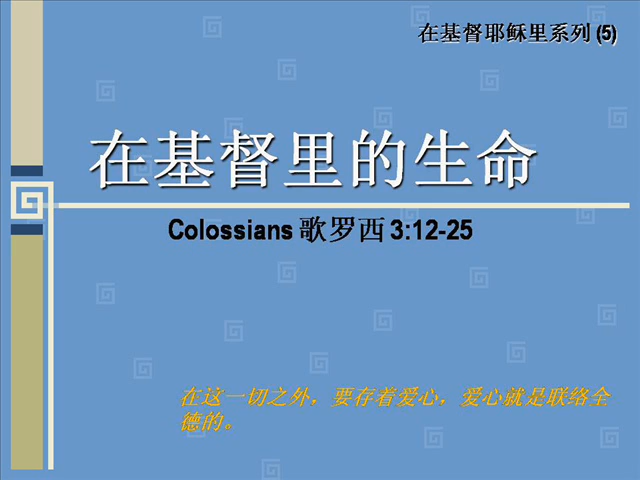 在基督耶稣里系列 (5)
在基督里的生命
Colossians 歌罗西 3:12-25
在这一切之外，要存着爱心，爱心就是联络全
德的。